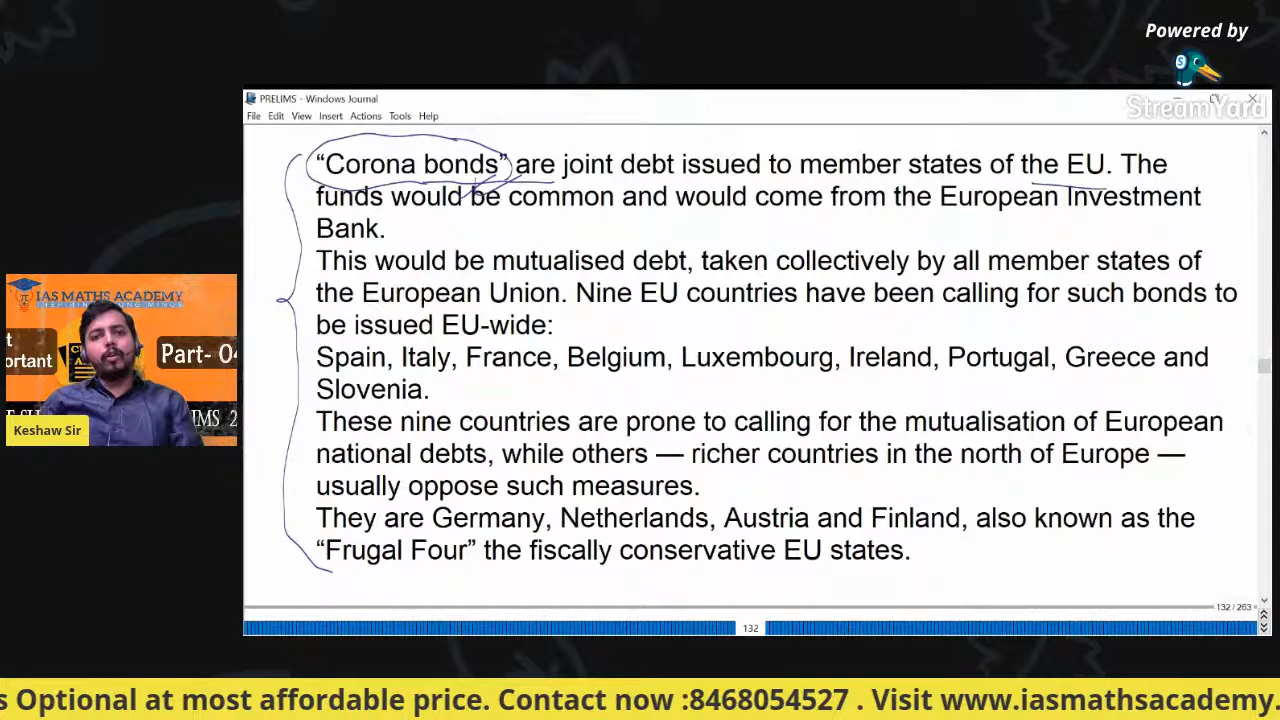 Powered by
StreamYard
PRELIMS - Windows Journal
File Edit View Insert Actions Tools Help
“Corona bonds” are joint debt issued to member states of the EU. The
funds would be common and would come from the European Investment
Bank.
This would be mutualised debt, taken collectively by all member states of
the European Union. Nine EU countries have been calling for such bonds to
be issued EU-wide:
Spain, Italy, France, Belgium, Luxembourg, Ireland, Portugal, Greece and
Slovenia.
These nine countries are prone to calling for the mutualisation of European
national debts, while others — richer countries in the north of Europe —
usually oppose such measures.
They are Germany, Netherlands, Austria and Finland, also known as the
“Frugal Four” the fiscally conservative EU states.
132 / 263
132
IAS MATHS ACADEMY
Part- 04
Keshaw Sir
s Optional at most affordable price. Contact now :8468054527 . Visit www.iasmathsacademy.